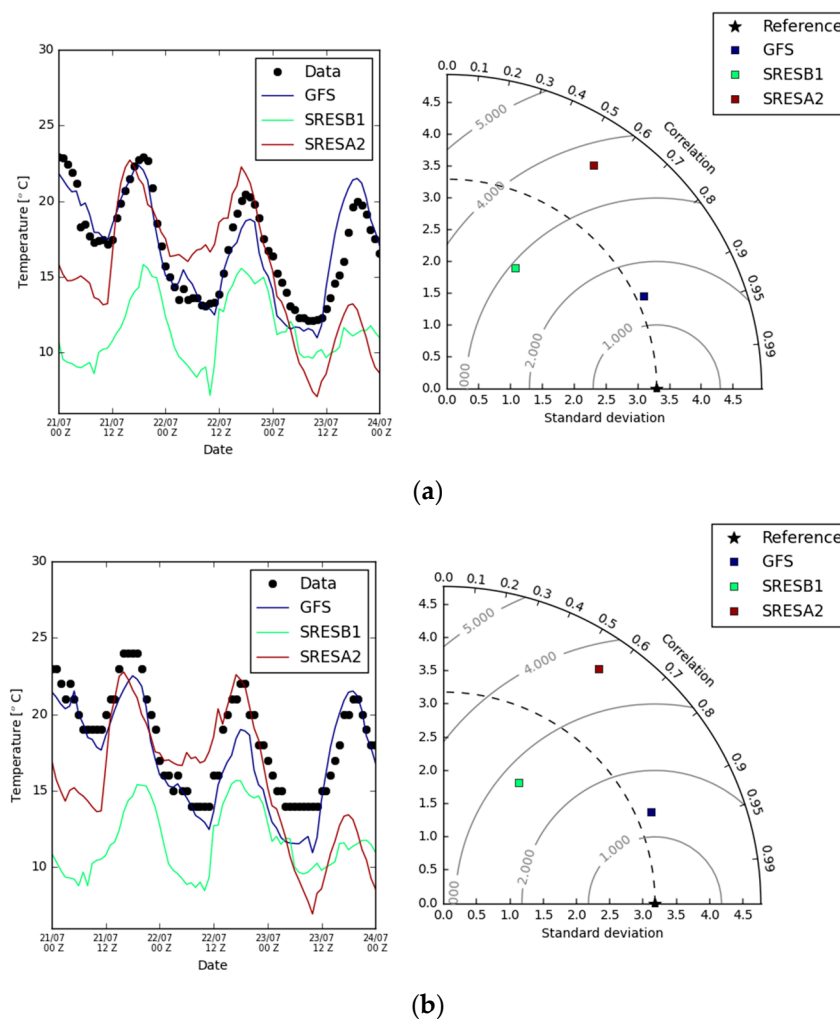 30
25
20
15
10
Temperature [° C]
Data
GFS
SRESB1
SRESA2
21/07 00 Z
21/07 12 Z
22/07 00 Z
22/07 12 Z
23/07 00 Z
23/07 12 Z
24/07 00 Z
Date
Reference
GFS
SRESB1
SRESA2
0.0 0.1 0.2 0.3 0.4 0.5 0.6 0.7 0.8 0.9 0.95 0.99
Correlation
4.5
4.0
3.5
3.0
2.5
2.0
1.5
1.0
0.5
0.0
5.000
4.000
2.000
1.000
000
0.0 0.5 1.0 1.5 2.0 2.5 3.0 3.5 4.0 4.5
Standard deviation
(a)
30
25
20
15
10
Temperature [° C]
Data
GFS
SRESB1
SRESA2
21/07 00 Z
21/07 12 Z
22/07 00 Z
22/07 12 Z
23/07 00 Z
23/07 12 Z
24/07 00 Z
Date
Reference
GFS
SRESB1
SRESA2
0.0 0.1 0.2 0.3 0.4 0.5 0.6 0.7 0.8 0.9 0.95 0.99
Correlation
4.5
4.0
3.5
3.0
2.5
2.0
1.5
1.0
0.5
0.0
5.000
4.000
2.000
1.000
000
0.0 0.5 1.0 1.5 2.0 2.5 3.0 3.5 4.0 4.5
Standard deviation
(b)